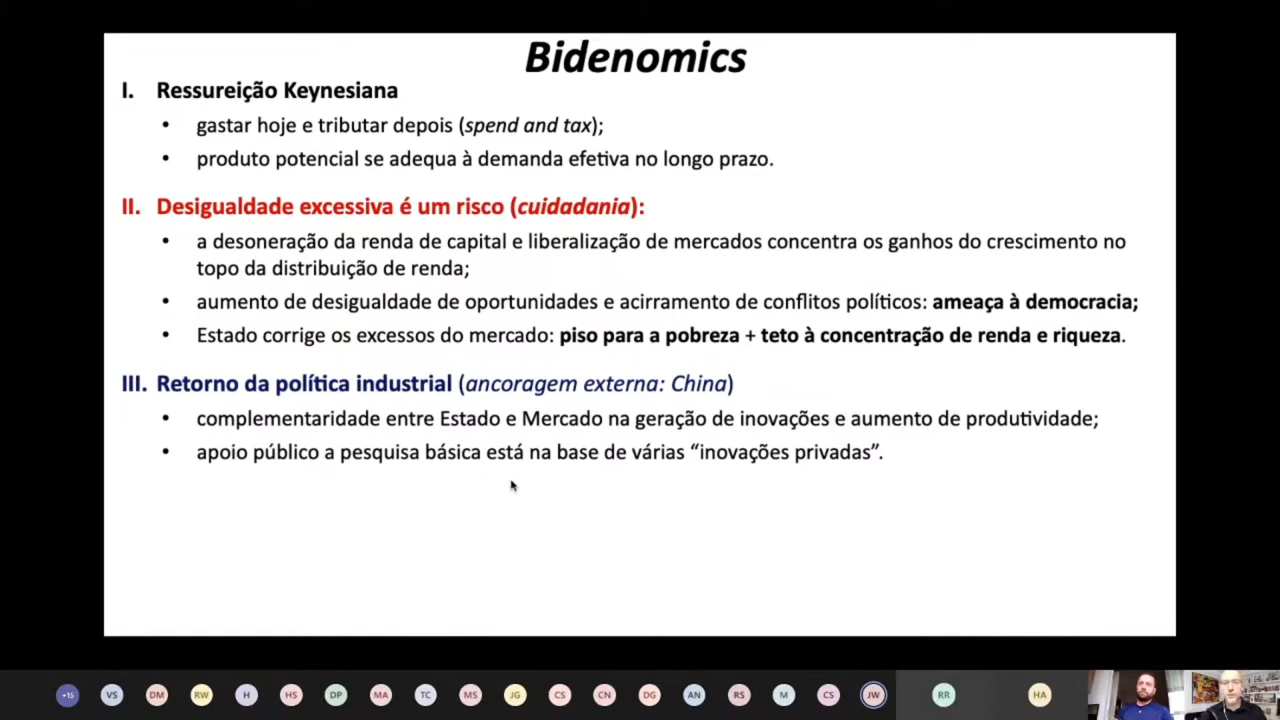 Bidenomics
I. Ressureição Keynesiana
• gastar hoje e tributar depois (spend and tax);
• produto potencial se adequa à demanda efetiva no longo prazo.
II. Desigualdade excessiva é um risco (cuidadania):
• a desoneração da renda de capital e liberalização de mercados concentra os ganhos do crescimento no
topo da distribuição de renda;
• aumento de desigualdade de oportunidades e acirramento de conflitos políticos: ameaça à democracia;
• Estado corrige os excessos do mercado: piso para a pobreza + teto à concentração de renda e riqueza.
III. Retorno da política industrial (ancoragem externa: China)
• complementaridade entre Estado e Mercado na geração de inovações e aumento de produtividade;
• apoio público a pesquisa básica está na base de várias “inovações privadas”.
+15 VS DM RW H HS DP MA TC MS JG CS CN DG AN RS M CS JW RR HA